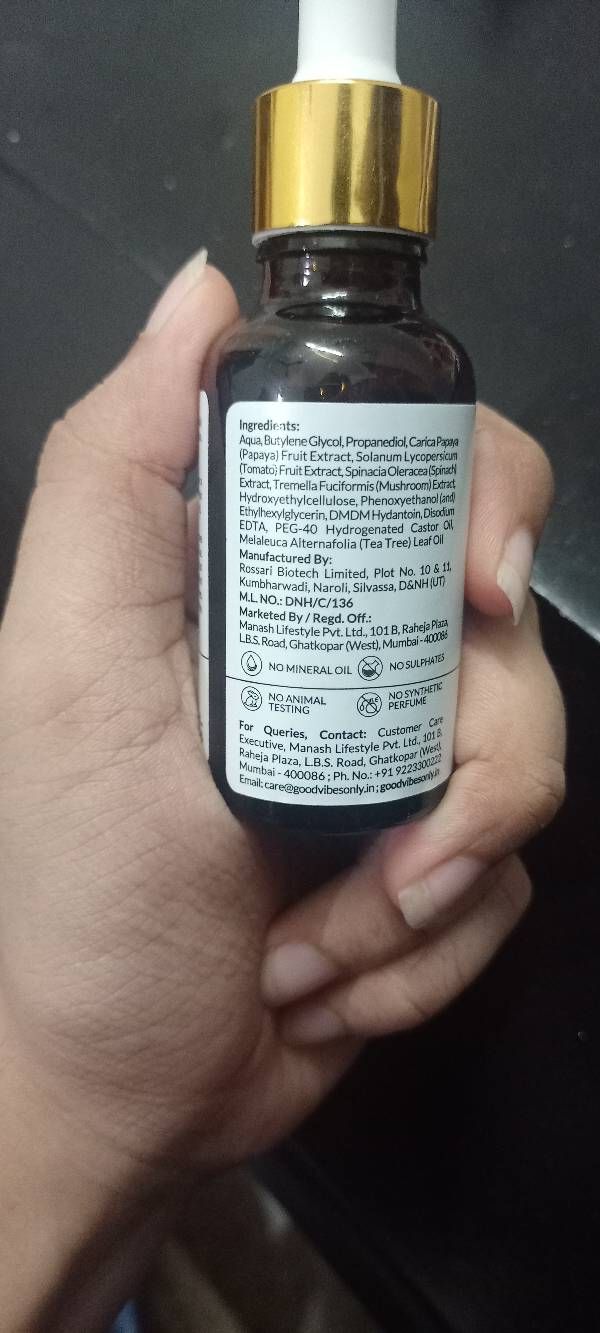 Ingredients:
Aqua, Butylene Glycol, Propanediol, Carica Papaya
(Papaya) Fruit Extract, Solanum Lycopersicum
(Tomato) Fruit Extract, Spinacia Oleracea (Spinach)
Extract, Tremella Fuciformis (Mushroom) Extract,
Hydroxyethylcellulose, Phenoxyethanol (and)
Ethylhexylglycerin, DMDM Hydantoin, Disodium
EDTA, PEG-40 Hydrogenated Castor Oil,
Melaleuca Alternafolia (Tea Tree) Leaf Oil
Manufactured By:
Rossari Biotech Limited, Plot No. 10 & 11,
Kumbharwadi, Naroli, Silvassa, D&NH (UT)
M.L. NO.: DNH/C/136
Marketed By / Regd. Off.:
Manash Lifestyle Pvt. Ltd., 101 B, Raheja Plaza,
L.B.S. Road, Ghatkopar (West), Mumbai - 400086
NO MINERAL OIL NO SULPHATES
NO ANIMAL TESTING NO SYNTHETIC PERFUME
For Queries, Contact: Customer Care
Executive, Manash Lifestyle Pvt. Ltd., 101 B,
Raheja Plaza, L.B.S. Road, Ghatkopar (West),
Mumbai - 400086 ; Ph. No.: +91 9223300222
Email: care@goodvibesonly.in ; goodvibesonly.in